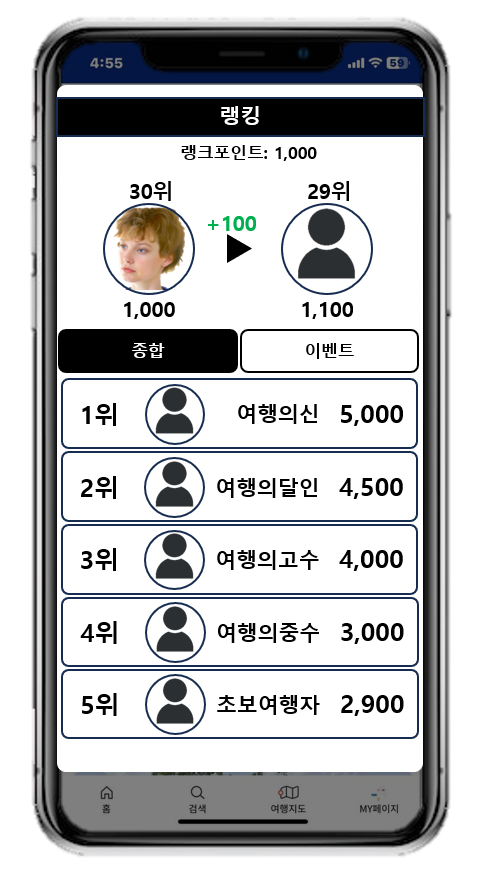 4:55
59
랭킹
랭크포인트: 1,000
30위 29위
+100
1,000 1,100
종합 이벤트
1위 여행의신 5,000
2위 여행의달인 4,500
3위 여행의고수 4,000
4위 여행의중수 3,000
5위 초보여행자 2,900
홈 검색 여행지도 MY페이지